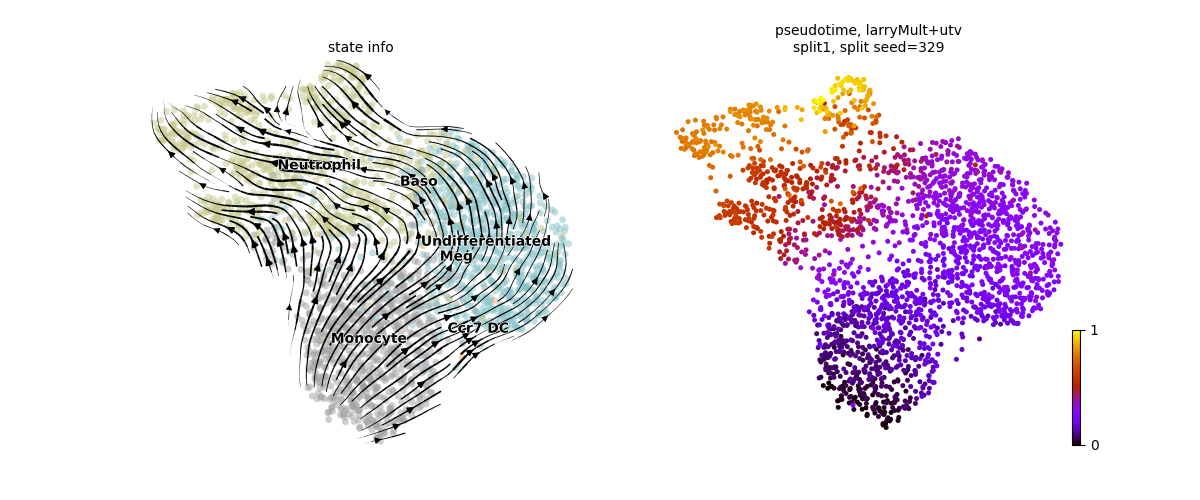 state info
Neutrophil
Baso
Undifferentiated
Meg
Ccr7 DC
Monocyte
pseudotime, larryMult+utv
split1, split seed=329
1
0